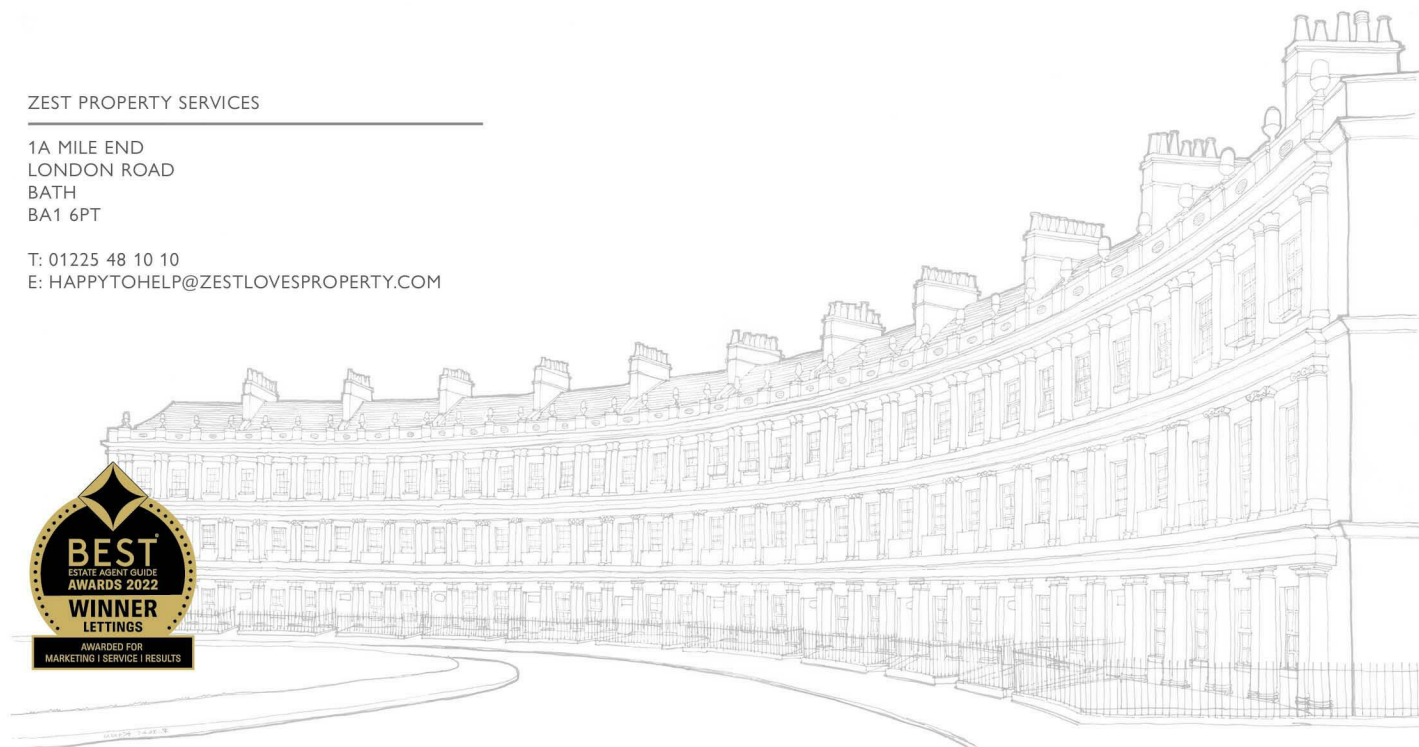 ZEST PROPERTY SERVICES
1A MILE END
LONDON ROAD
BATH
BA1 6PT
T: 01225 48 10 10
E: HAPPYTOHELP@ZESTLOVESPROPERTY.COM
BEST
ESTATE AGENT GUIDE
AWARDS 2022
WINNER
LETTINGS
AWARDED FOR
MARKETING | SERVICE | RESULTS